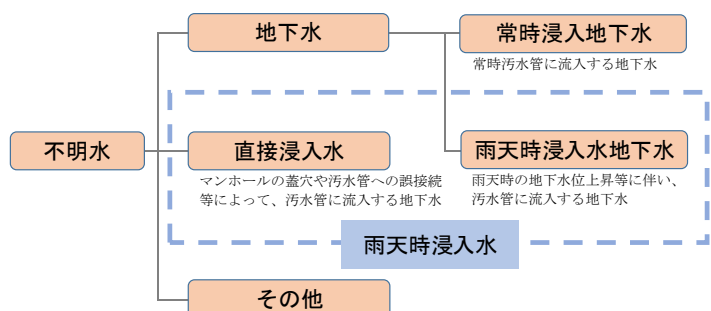 地下水
常時浸入地下水
常時汚水管に流入する地下水
不明水
直接浸入水
マンホールの蓋穴や汚水管への誤接続
等によって、汚水管に流入する地下水
雨天時浸入水地下水
雨天時の地下水位上昇等に伴い、
汚水管に流入する地下水
雨天時浸入水
その他